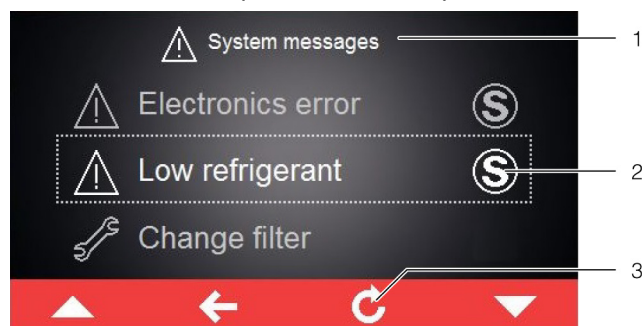 System messages
1
Electronics error
S
Low refrigerant
S
2
Change filter
3